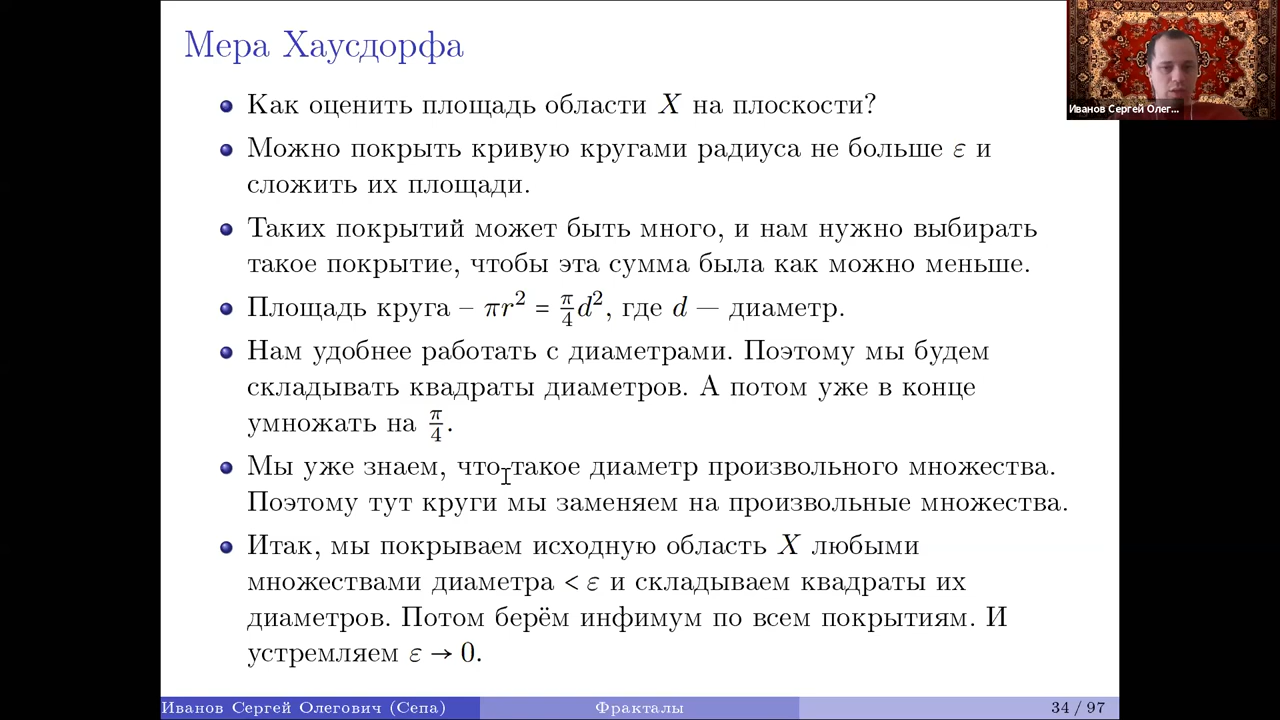 Мера Хаусдорфа
Как оценить площадь области X на плоскости?
Можно покрыть кривую кругами радиуса не больше ε и
сложить их площади.
Таких покрытий может быть много, и нам нужно выбирать
такое покрытие, чтобы эта сумма была как можно меньше.
Площадь круга – πr² = π/4 d², где d — диаметр.
Нам удобнее работать с диаметрами. Поэтому мы будем
складывать квадраты диаметров. А потом уже в конце
умножать на π/4.
Мы уже знаем, что такое диаметр произвольного множества.
Поэтому тут круги мы заменяем на произвольные множества.
Итак, мы покрываем исходную область X любыми
множествами диаметра < ε и складываем квадраты их
диаметров. Потом берём инфимум по всем покрытиям. И
устремляем ε → 0.
Иванов Сергей Олег...
Иванов Сергей Олегович (Сепа) Фракталы 34 / 97